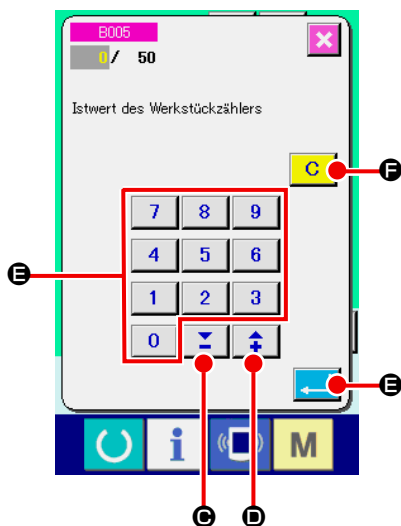 B005
0 / 50
Istwert des Werkstückzählers
C
F
7 8 9
4 5 6
E
1 2 3
0
E
i M
C D